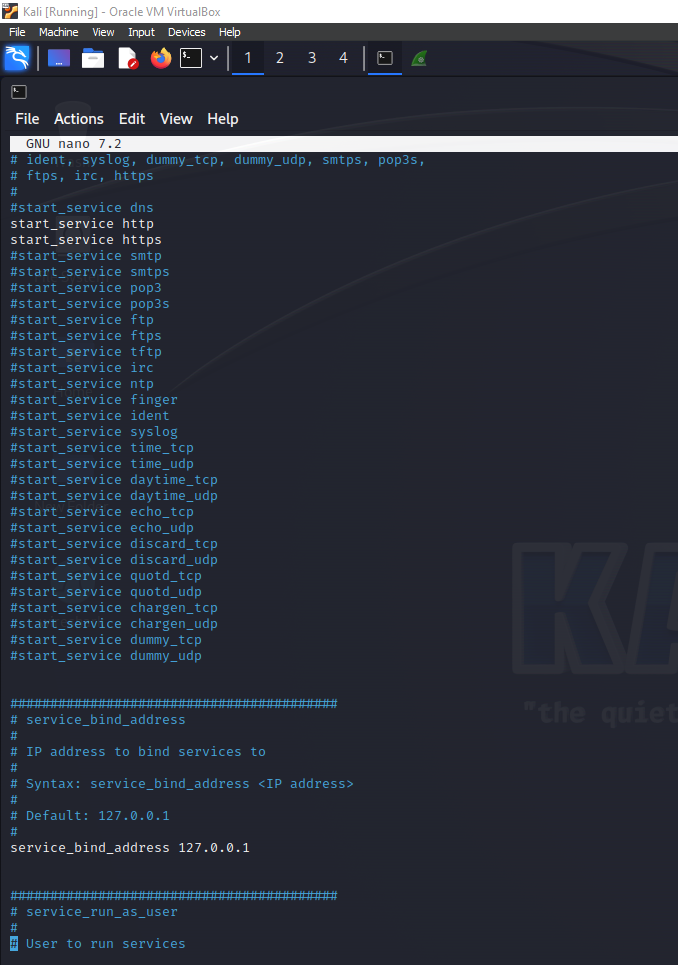 Kali [Running] - Oracle VM VirtualBox
File Machine View Input Devices Help
1 2 3 4
File Actions Edit View Help
GNU nano 7.2
# ident, syslog, dummy_tcp, dummy_udp, smtps, pop3s,
# ftps, irc, https
#
#start_service dns
start_service http
start_service https
#start_service smtp
#start_service smtps
#start_service pop3
#start_service pop3s
#start_service ftp
#start_service ftps
#start_service tftp
#start_service irc
#start_service ntp
#start_service finger
#start_service ident
#start_service syslog
#start_service time_tcp
#start_service time_udp
#start_service daytime_tcp
#start_service daytime_udp
#start_service echo_tcp
#start_service echo_udp
#start_service discard_tcp
#start_service discard_udp
#start_service quotd_tcp
#start_service quotd_udp
#start_service chargen_tcp
#start_service chargen_udp
#start_service dummy_tcp
#start_service dummy_udp
#########################################
# service_bind_address
#
# IP address to bind services to
#
# Syntax: service_bind_address <IP address>
#
# Default: 127.0.0.1
#
service_bind_address 127.0.0.1
#########################################
# service_run_as_user
#
# User to run services
KA
"the quiet